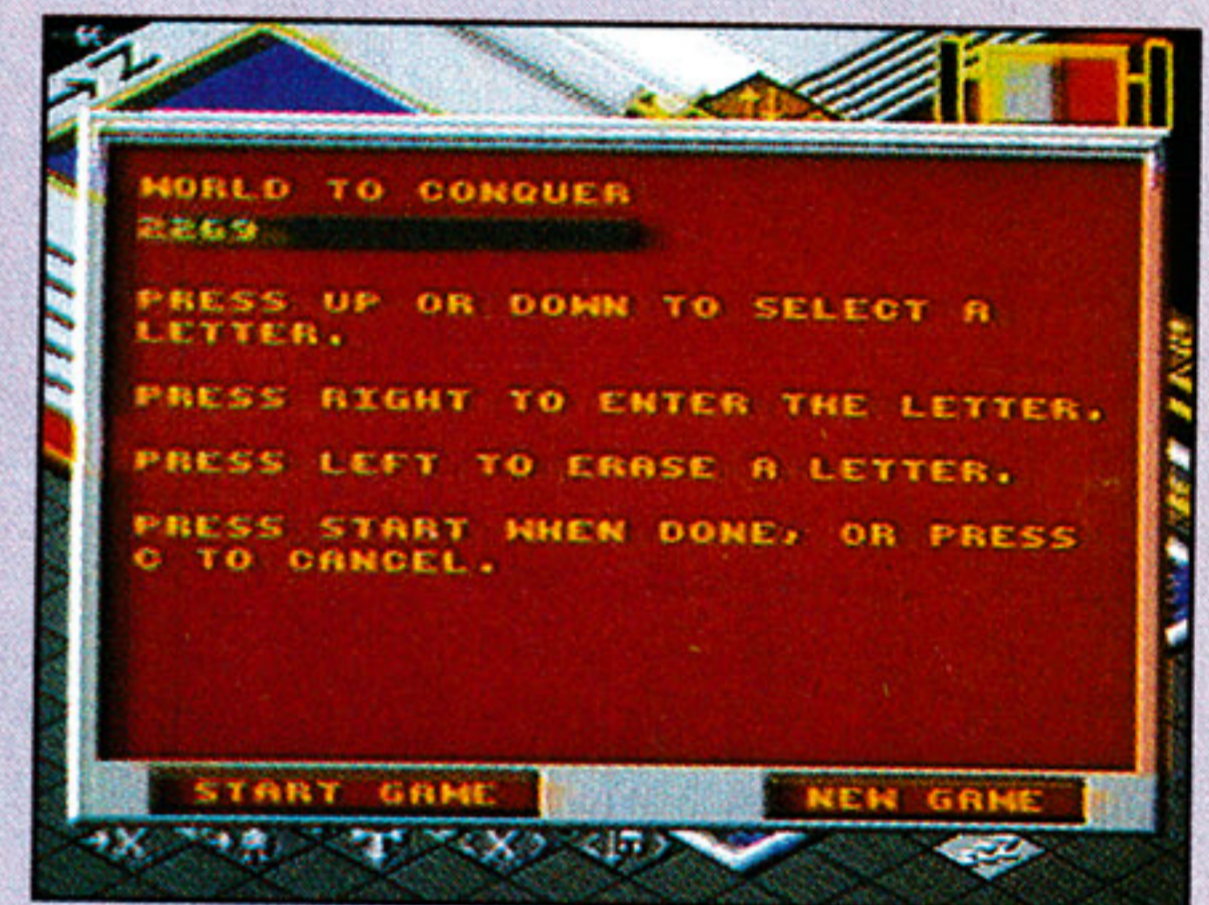 WORLD TO CONQUER
2269
PRESS UP OR DOWN TO SELECT A
LETTER.
PRESS RIGHT TO ENTER THE LETTER.
PRESS LEFT TO ERASE A LETTER.
PRESS START WHEN DONE, OR PRESS
C TO CANCEL.
START GAME
NEW GAME